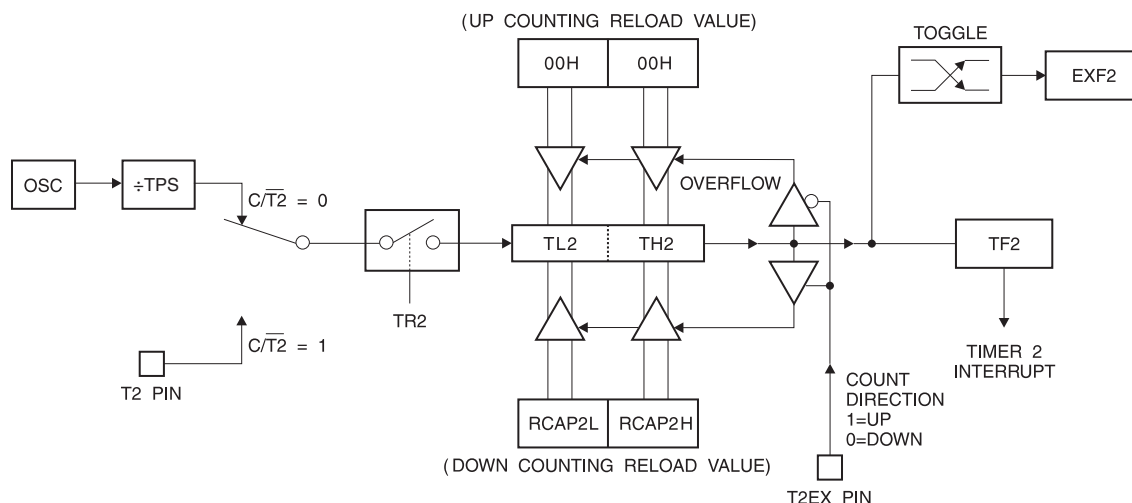 (UP COUNTING RELOAD VALUE)
TOGGLE
00H 00H
EXF2
OSC
÷TPS
C/T2̅ = 0
OVERFLOW
TL2 TH2
TF2
TR2
C/T2̅ = 1
T2 PIN
TIMER 2
INTERRUPT
COUNT
DIRECTION
1=UP
0=DOWN
RCAP2L RCAP2H
(DOWN COUNTING RELOAD VALUE)
T2EX PIN